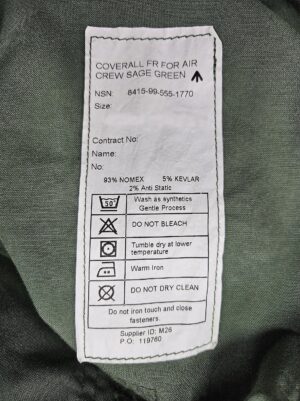 COVERALL FR FOR AIR
CREW SAGE GREEN
NSN: 8415-99-555-1770
Size:
Contract No:
Name:
No:
93% NOMEX 5% KEVLAR
2% Anti Static
50°
Wash as synthetics
Gentle Process
DO NOT BLEACH
Tumble dry at lower
temperature
Warm Iron
DO NOT DRY CLEAN
Do not iron touch and close
fasteners.
Supplier ID: M26
P.O: 119760